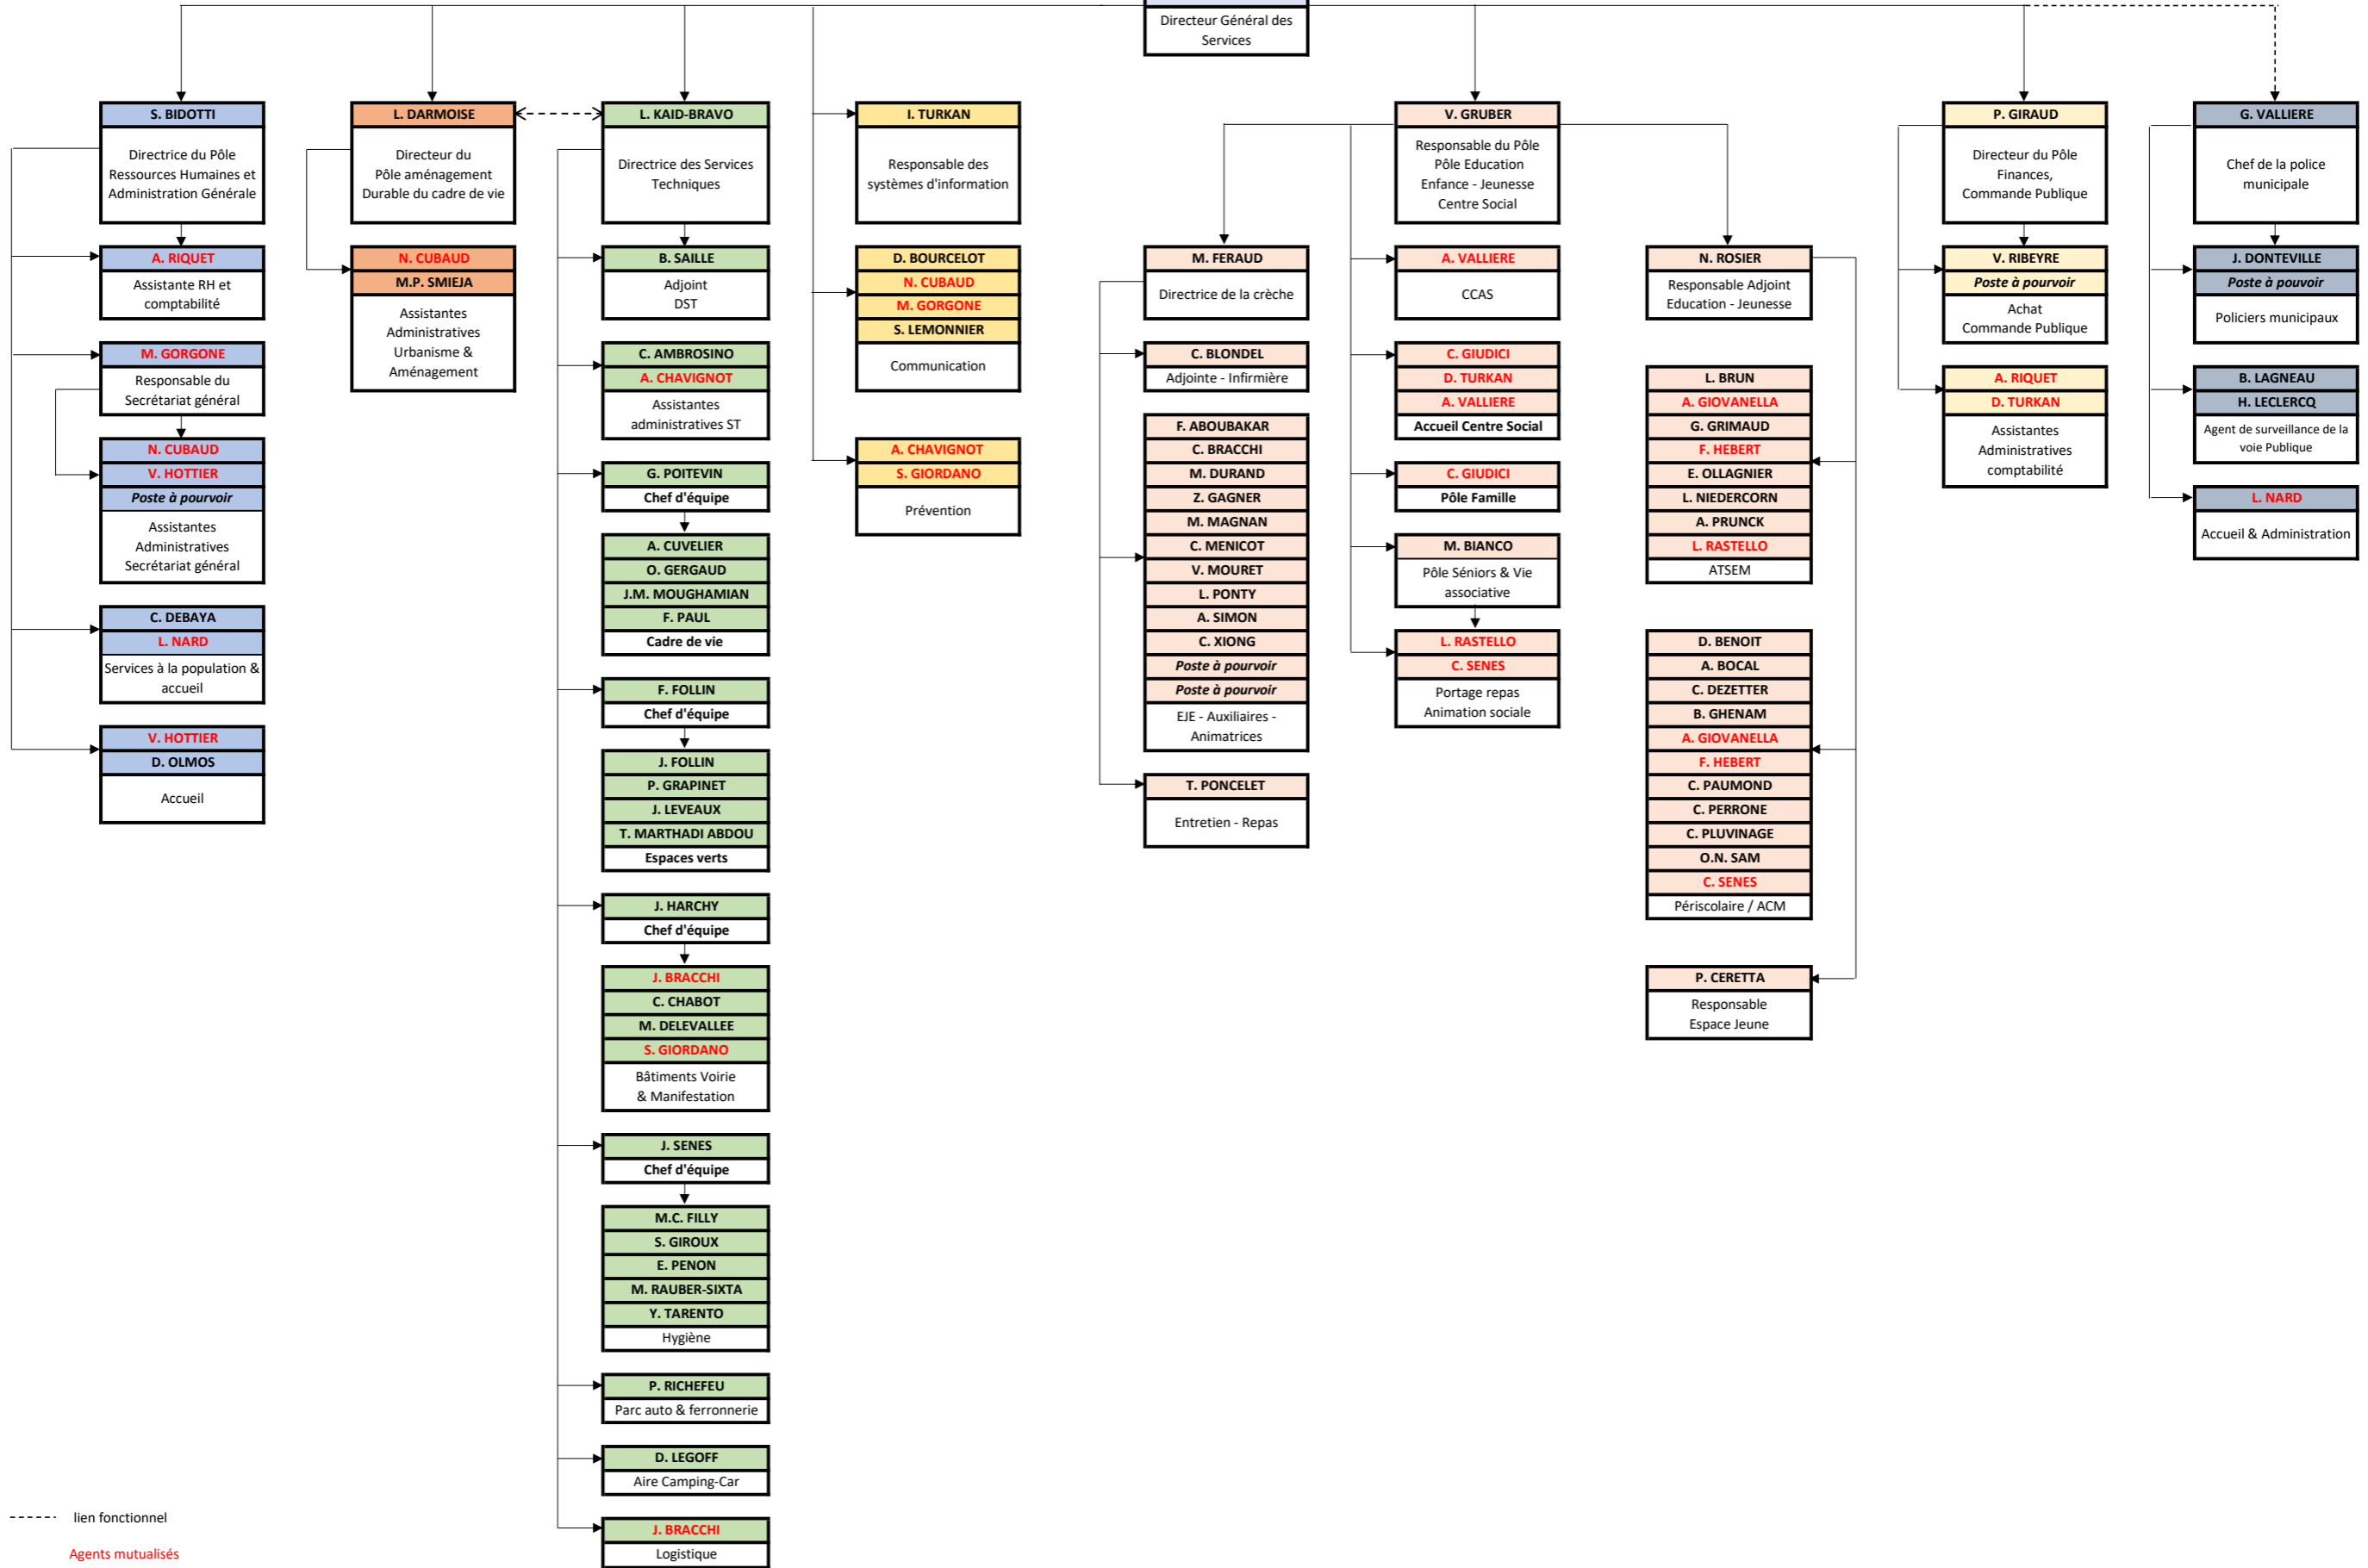 Directeur Général des
Services
S. BIDOTTI
Directrice du Pôle
Ressources Humaines et
Administration Générale
A. RIQUET
Assistante RH et
comptabilité
M. GORGONE
Responsable du
Secrétariat général
N. CUBAUD
V. HOTTIER
Poste à pourvoir
Assistantes
Administratives
Secrétariat général
C. DEBAYA
L. NARD
Services à la population &
accueil
V. HOTTIER
D. OLMOS
Accueil
L. DARMOISE
Directeur du
Pôle aménagement
Durable du cadre de vie
N. CUBAUD
M.P. SMIEJA
Assistantes
Administratives
Urbanisme &
Aménagement
L. KAID-BRAVO
Directrice des Services
Techniques
B. SAILLE
Adjoint
DST
C. AMBROSINO
A. CHAVIGNOT
Assistantes
administratives ST
G. POITEVIN
Chef d'équipe
A. CUVELIER
O. GERGAUD
J.M. MOUGHAMIAN
F. PAUL
Cadre de vie
F. FOLLIN
Chef d'équipe
J. FOLLIN
P. GRAPINET
J. LEVEAUX
T. MARTHADI ABDOU
Espaces verts
J. HARCHY
Chef d'équipe
J. BRACCHI
C. CHABOT
M. DELEVALLEE
S. GIORDANO
Bâtiments Voirie
& Manifestation
J. SENES
Chef d'équipe
M.C. FILLY
S. GIROUX
E. PENON
M. RAUBER-SIXTA
Y. TARENTO
Hygiène
P. RICHEFEU
Parc auto & ferronnerie
D. LEGOFF
Aire Camping-Car
J. BRACCHI
Logistique
I. TURKAN
Responsable des
systèmes d'information
D. BOURCELOT
N. CUBAUD
M. GORGONE
S. LEMONNIER
Communication
A. CHAVIGNOT
S. GIORDANO
Prévention
V. GRUBER
Responsable du Pôle
Pôle Education
Enfance - Jeunesse
Centre Social
M. FERAUD
Directrice de la crèche
C. BLONDEL
Adjointe - Infirmière
F. ABOUBAKAR
C. BRACCHI
M. DURAND
Z. GAGNER
M. MAGNAN
C. MENICOT
V. MOURET
L. PONTY
A. SIMON
C. XIONG
Poste à pourvoir
Poste à pourvoir
EJE - Auxiliaires -
Animatrices
T. PONCELET
Entretien - Repas
A. VALLIERE
CCAS
C. GIUDICI
D. TURKAN
A. VALLIERE
Accueil Centre Social
C. GIUDICI
Pôle Famille
M. BIANCO
Pôle Séniors & Vie
associative
L. RASTELLO
C. SENES
Portage repas
Animation sociale
N. ROSIER
Responsable Adjoint
Education - Jeunesse
L. BRUN
A. GIOVANELLA
G. GRIMAUD
F. HEBERT
E. OLLAGNIER
L. NIEDERCORN
A. PRUNCK
L. RASTELLO
ATSEM
D. BENOIT
A. BOCAL
C. DEZETTER
B. GHENAM
A. GIOVANELLA
F. HEBERT
C. PAUMOND
C. PERRONE
C. PLUVINAGE
O.N. SAM
C. SENES
Périscolaire / ACM
P. CERETTA
Responsable
Espace Jeune
P. GIRAUD
Directeur du Pôle
Finances,
Commande Publique
V. RIBEYRE
Poste à pourvoir
Achat
Commande Publique
A. RIQUET
D. TURKAN
Assistantes
Administratives
comptabilité
G. VALLIERE
Chef de la police
municipale
J. DONTEVILLE
Poste à pouvoir
Policiers municipaux
B. LAGNEAU
H. LECLERCQ
Agent de surveillance de la
voie Publique
L. NARD
Accueil & Administration
lien fonctionnel
Agents mutualisés